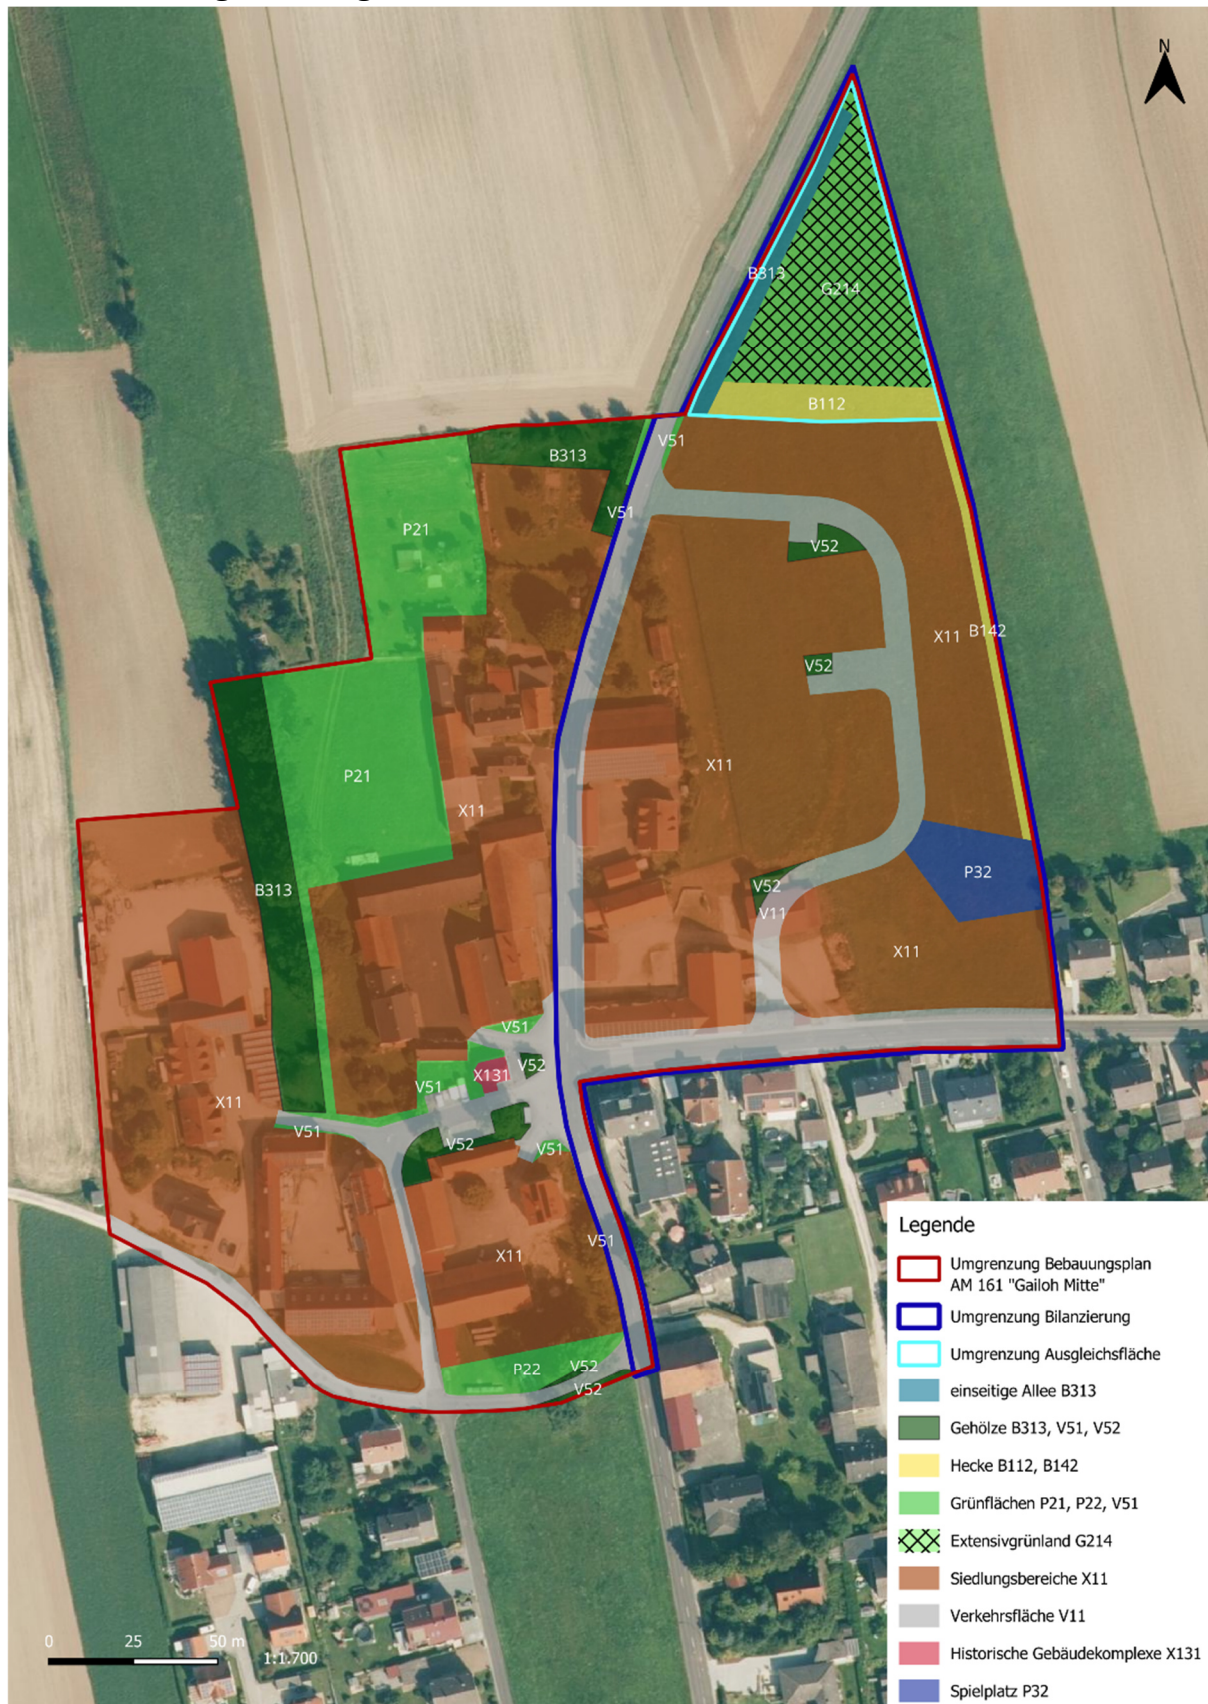 N
B313
G214
B112
V51
B313
P21
V51
V52
X11
B142
V52
X11
P21
X11
P32
V52
B313
V11
X11
V51
V52
X131
V51
X11
V51
V52
V51
V51
X11
P22
V52
V52
0 25 50 m
1:1.700
Legende
Umgrenzung Bebauungsplan
AM 161 "Gailoh Mitte"
Umgrenzung Bilanzierung
Umgrenzung Ausgleichsfläche
einseitige Allee B313
Gehölze B313, V51, V52
Hecke B112, B142
Grünflächen P21, P22, V51
Extensivgrünland G214
Siedlungsbereiche X11
Verkehrsfläche V11
Historische Gebäudekomplexe X131
Spielplatz P32